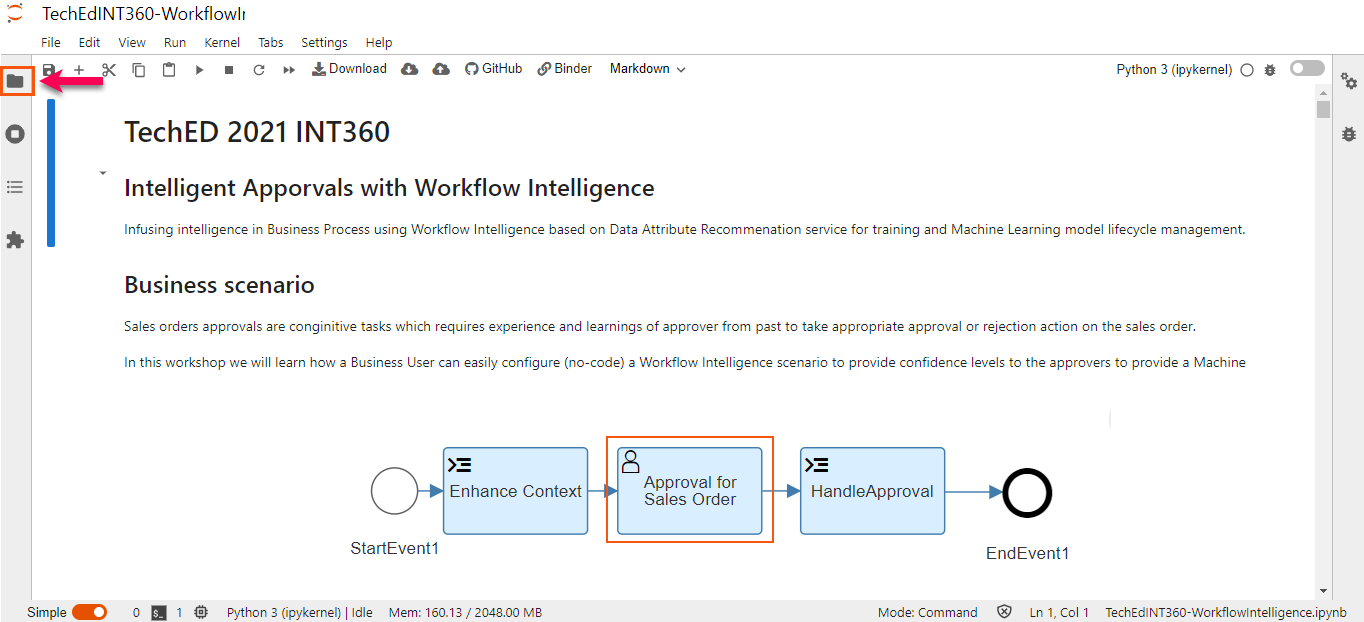 TechEdINT360-WorkflowIn
File Edit View Run Kernel Tabs Settings Help
Download GitHub Binder Markdown Python 3 (ipykernel)
TechED 2021 INT360
Intelligent Apporvals with Workflow Intelligence
Infusing intelligence in Business Process using Workflow Intelligence based on Data Attribute Recommenation service for training and Machine Learning model lifecycle management.
Business scenario
Sales orders approvals are conginitive tasks which requires experience and learnings of approver from past to take appropriate approval or rejection action on the sales order.
In this workshop we will learn how a Business User can easily configure (no-code) a Workflow Intelligence scenario to provide confidence levels to the approvers to provide a Machine
Enhance Context
Approval for
Sales Order
HandleApproval
StartEvent1
EndEvent1
Simple 0 $_ 1 Python 3 (ipykernel) | Idle Mem: 160.13 / 2048.00 MB Mode: Command Ln 1, Col 1 TechEdINT360-WorkflowIntelligence.ipynb